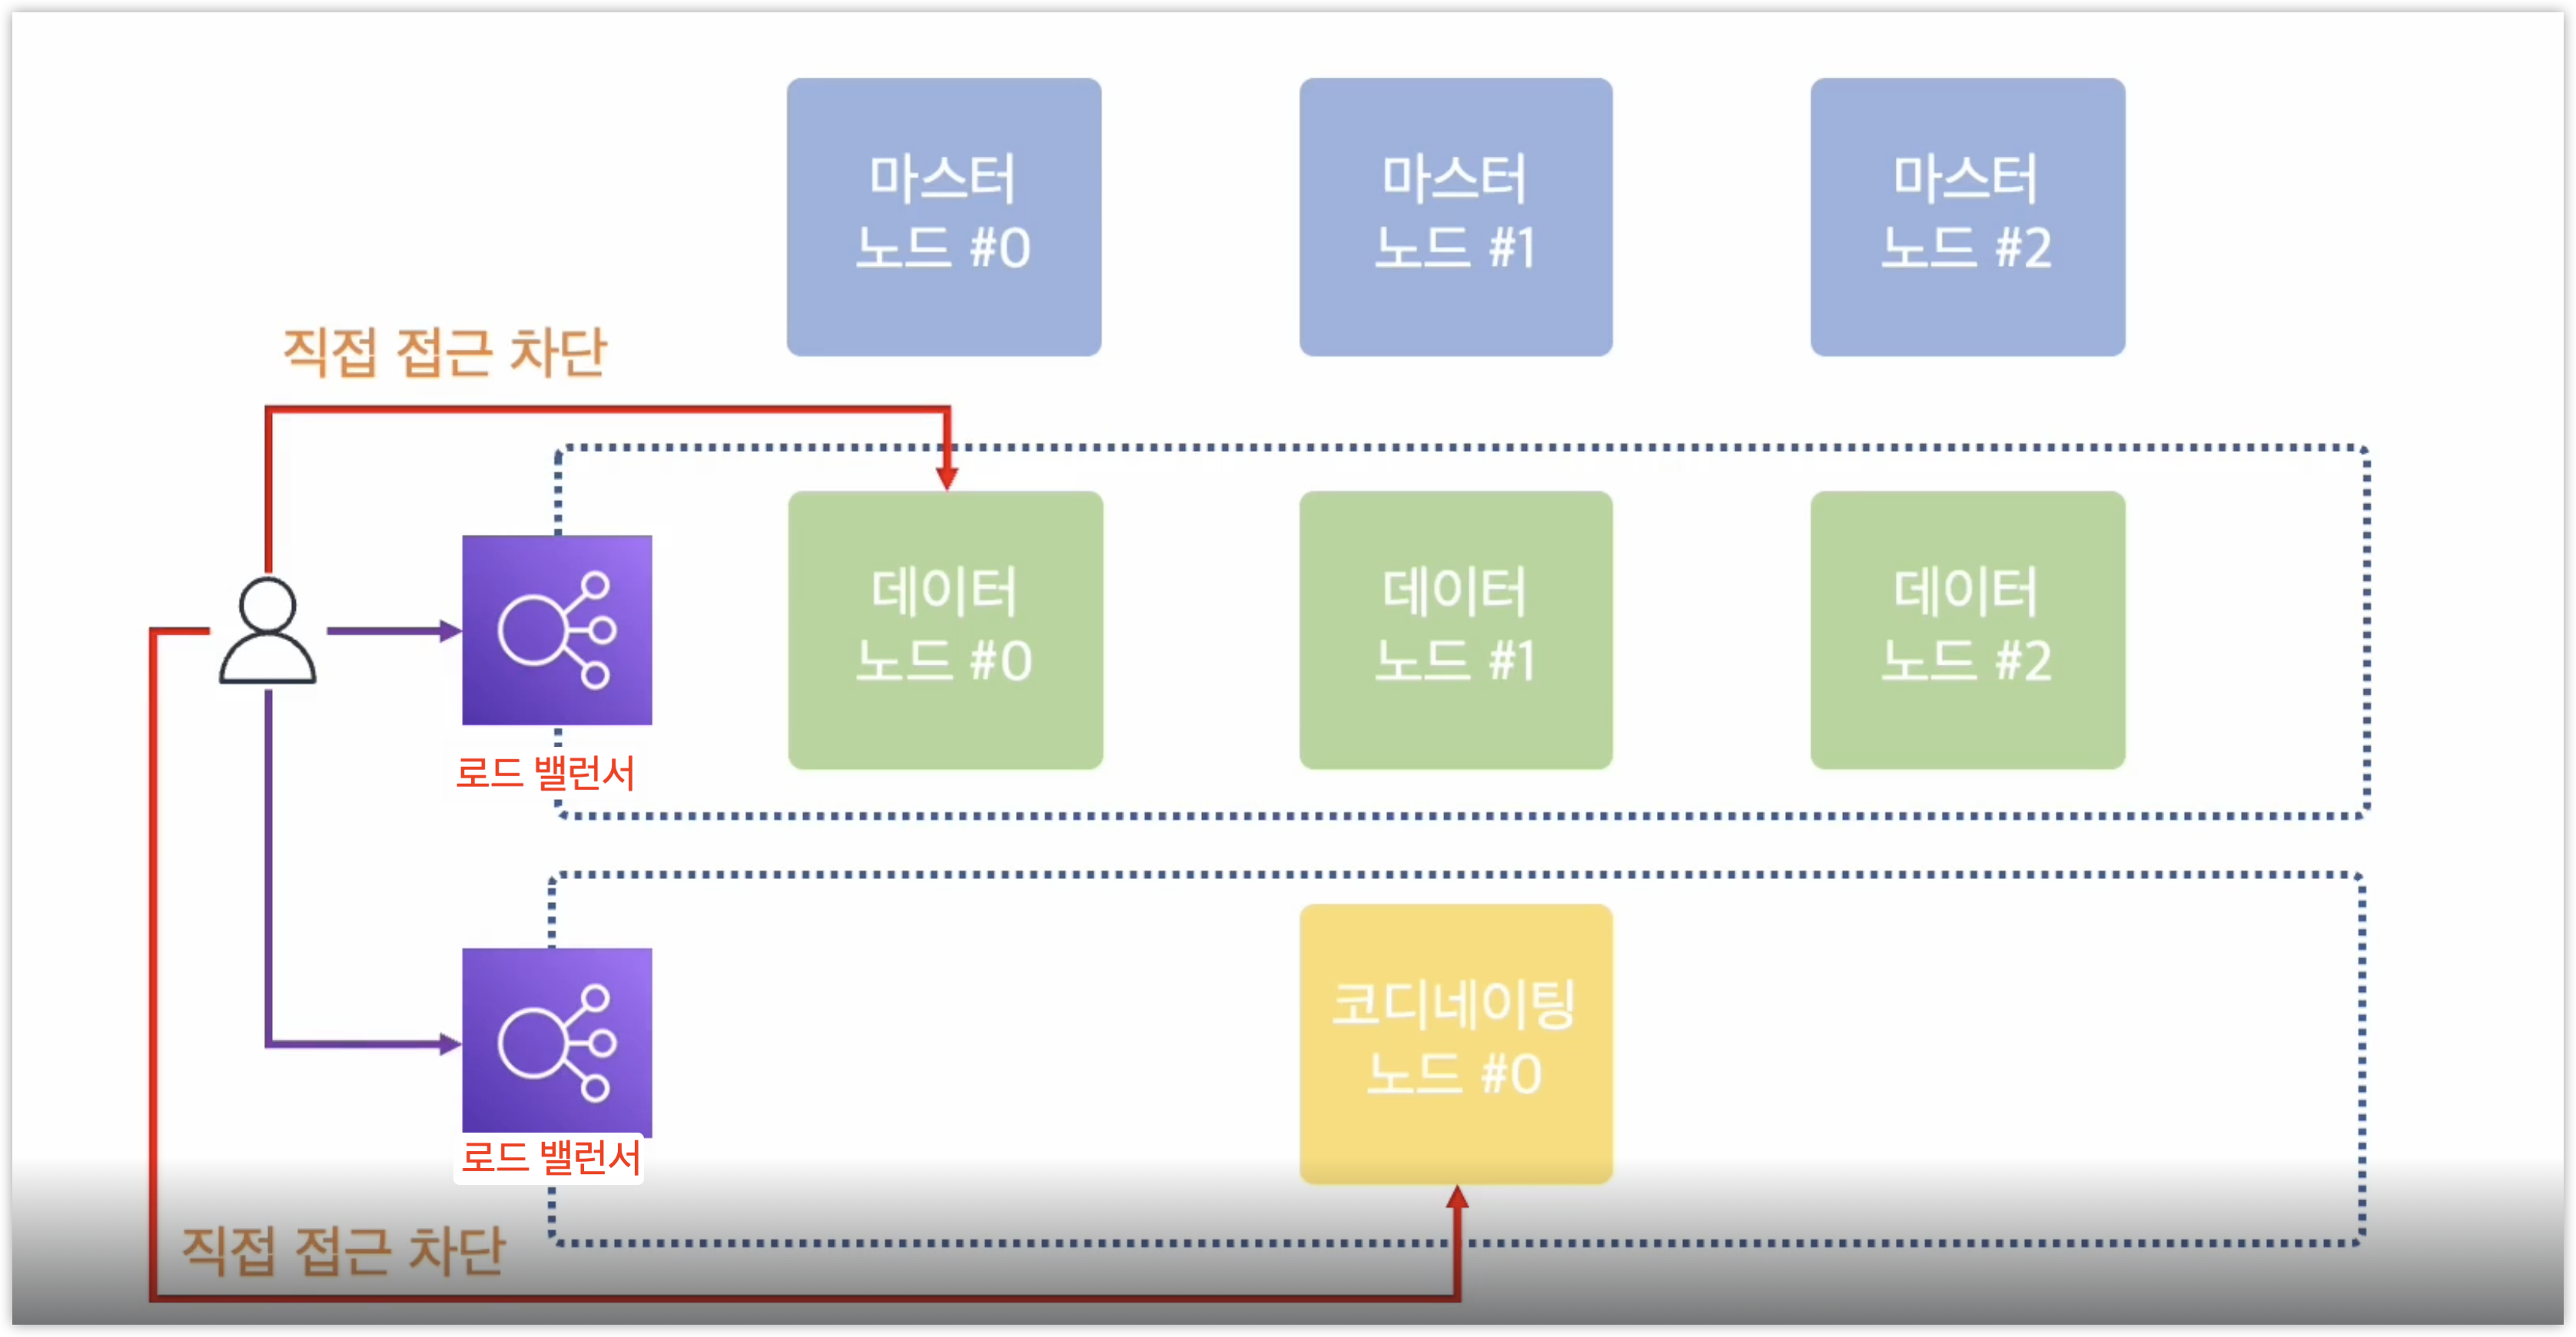 마스터
노드 #0
마스터
노드 #1
마스터
노드 #2
직접 접근 차단
데이터
노드 #0
데이터
노드 #1
데이터
노드 #2
로드 밸런서
코디네이팅
노드 #0
로드 밸런서
직접 접근 차단